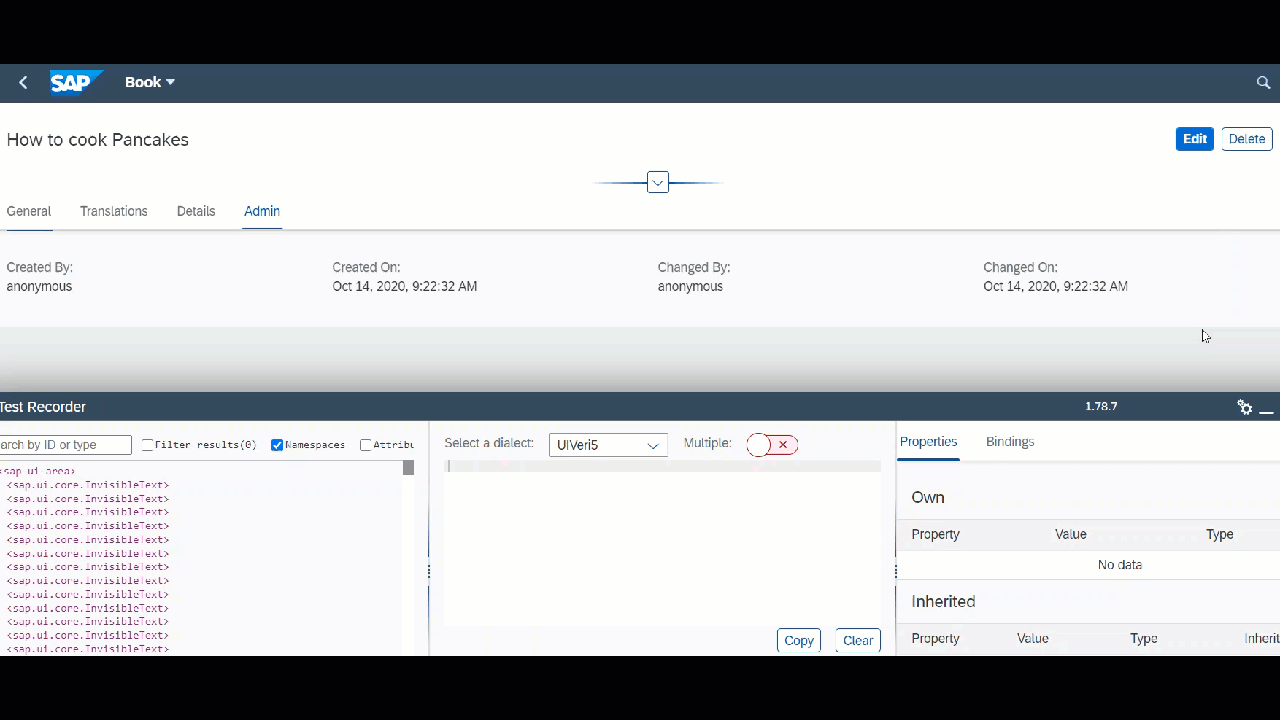 SAP Book
How to cook Pancakes
Edit Delete
General Translations Details Admin
Created By: Created On: Changed By: Changed On:
anonymous Oct 14, 2020, 9:22:32 AM anonymous Oct 14, 2020, 9:22:32 AM
Test Recorder 1.78.7
arch by ID or type Filter results(0) Namespaces Attribu
Select a dialect: UIVeri5 Multiple:
Properties Bindings
<sap.ui.area>
<sap.ui.core.InvisibleText>
<sap.ui.core.InvisibleText>
<sap.ui.core.InvisibleText>
<sap.ui.core.InvisibleText>
<sap.ui.core.InvisibleText>
<sap.ui.core.InvisibleText>
<sap.ui.core.InvisibleText>
<sap.ui.core.InvisibleText>
<sap.ui.core.InvisibleText>
<sap.ui.core.InvisibleText>
<sap.ui.core.InvisibleText>
<sap.ui.core.InvisibleText>
<sap.ui.core.InvisibleText>
Copy Clear
Own
Property Value Type
No data
Inherited
Property Value Type Inherit